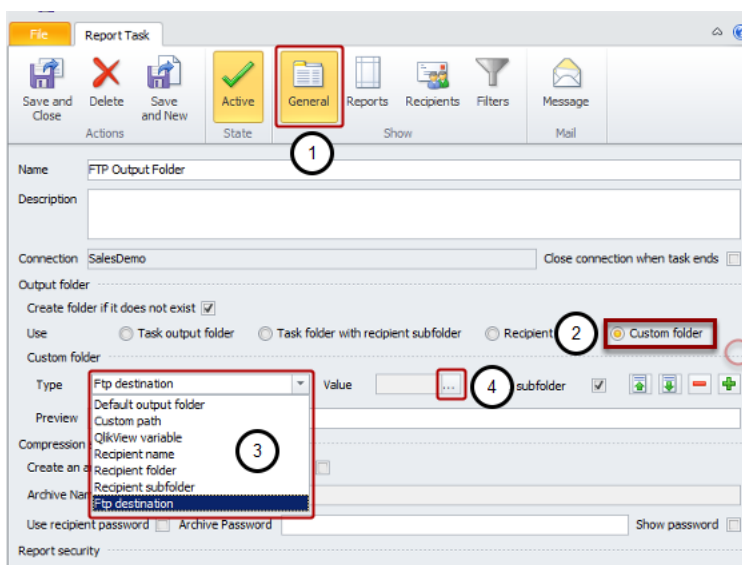 File Report Task
Save and Close Delete Save and New Active General Reports Recipients Filters Message
Actions State Show Mail
1
Name FTP Output Folder
Description
Connection SalesDemo Close connection when task ends
Output folder
Create folder if it does not exist
Use Task output folder Task folder with recipient subfolder Recipient 2 Custom folder
Custom folder
Type Ftp destination Value ... 4 subfolder
Default output folder
Preview Custom path
QlikView variable
Compression Recipient name 3
Create an a Recipient folder
Recipient subfolder
Archive Nam Ftp destination
Use recipient password Archive Password Show password
Report security